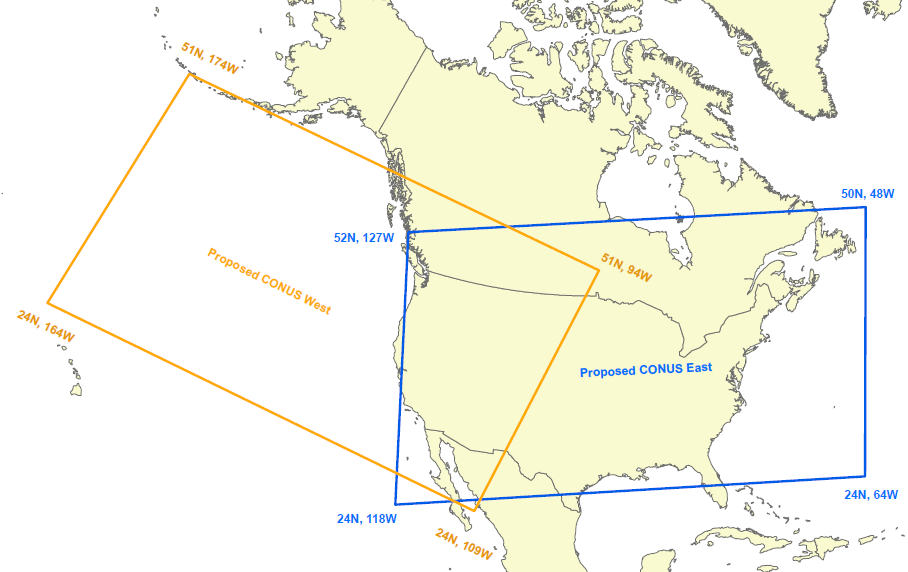 51N, 174W
50N, 48W
52N, 127W
Proposed CONUS West
51N, 94W
24N, 164W
Proposed CONUS East
24N, 64W
24N, 118W
24N, 109W